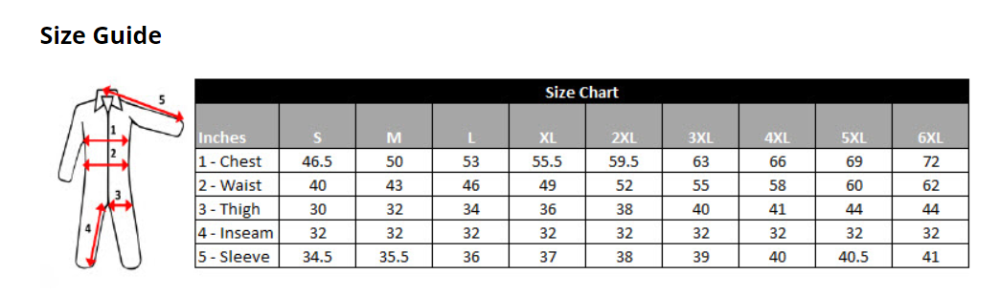 Size Guide
5
1
2
3
4
Size Chart
Inches S M L XL 2XL 3XL 4XL 5XL 6XL
1 - Chest 46.5 50 53 55.5 59.5 63 66 69 72
2 - Waist 40 43 46 49 52 55 58 60 62
3 - Thigh 30 32 34 36 38 40 41 44 44
4 - Inseam 32 32 32 32 32 32 32 32 32
5 - Sleeve 34.5 35.5 36 37 38 39 40 40.5 41